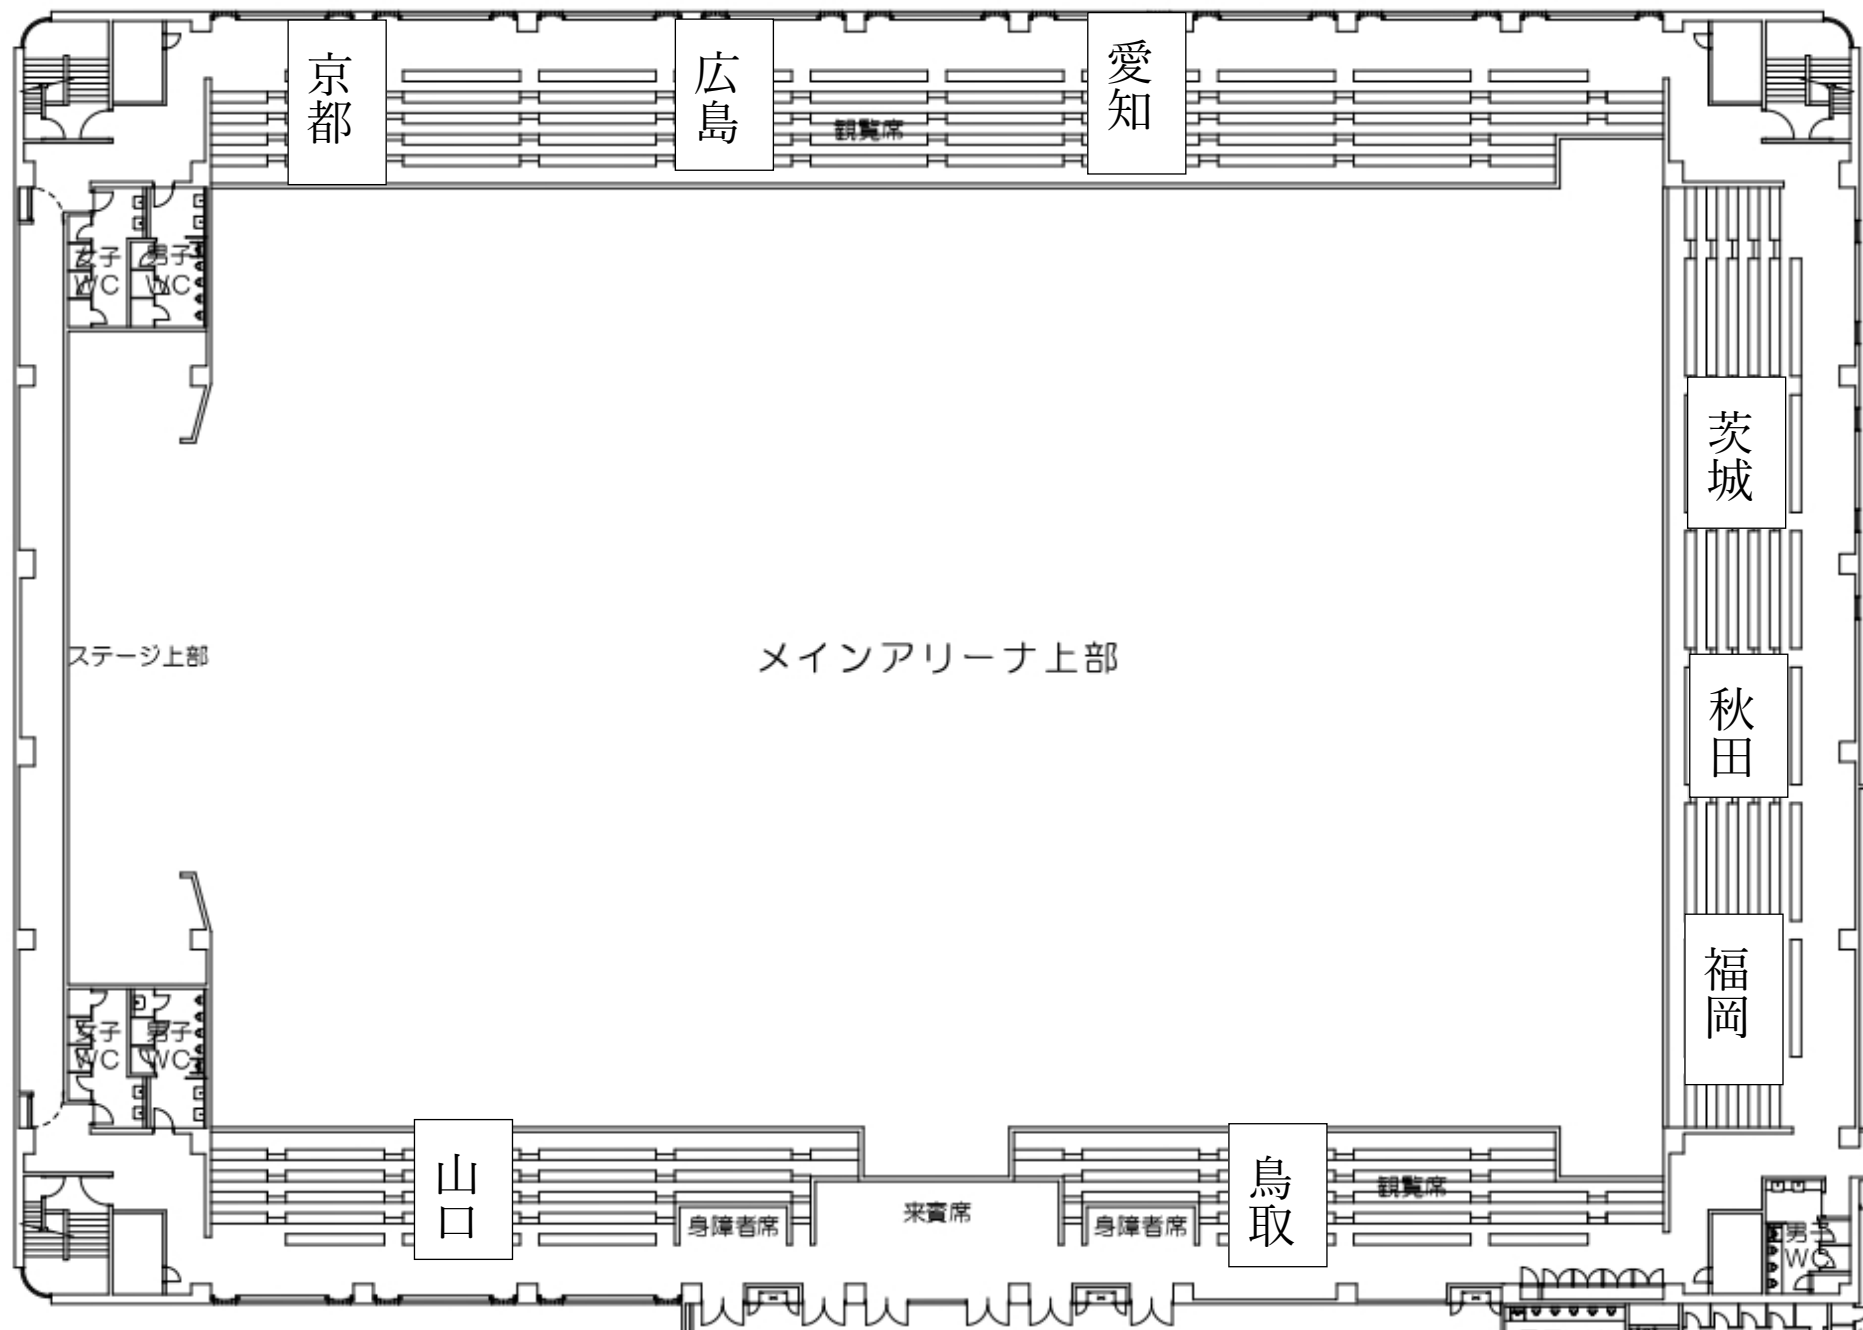 京都
広島
愛知
観覧席
女子
WC
男子
WC
茨城
ステージ上部
メインアリーナ上部
秋田
福岡
女子
WC
男子
WC
山口
身障者席
来賓席
身障者席
鳥取
観覧席
男子
WC